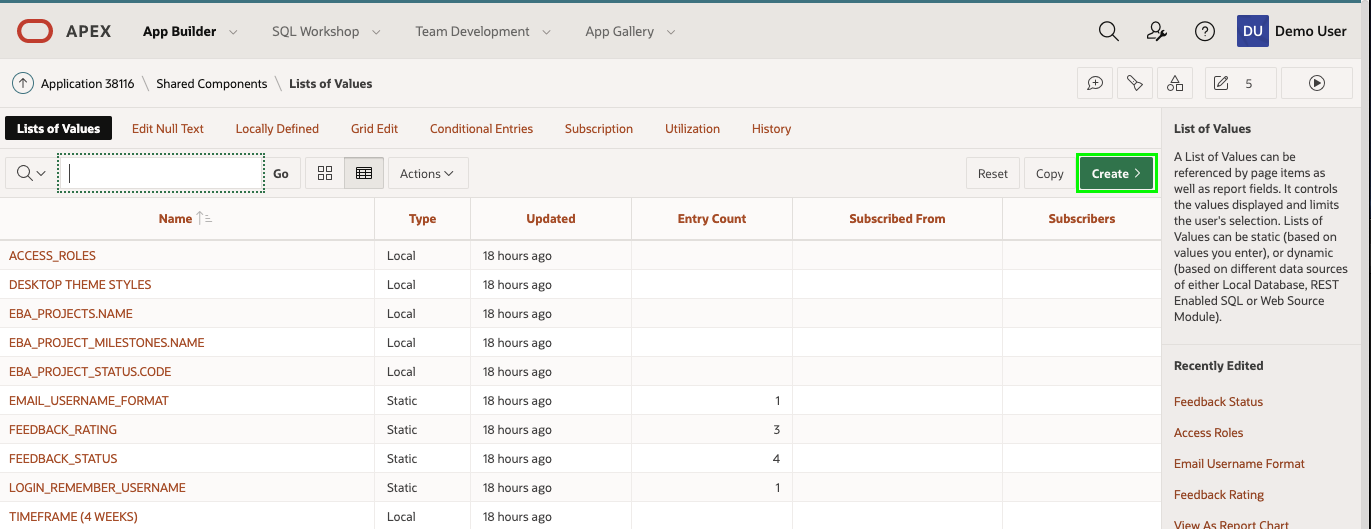 APEX App Builder SQL Workshop Team Development App Gallery DU Demo User
Application 38116 \ Shared Components \ Lists of Values 5
Lists of Values Edit Null Text Locally Defined Grid Edit Conditional Entries Subscription Utilization History
Go Actions Reset Copy Create >
Name Type Updated Entry Count Subscribed From Subscribers
ACCESS_ROLES Local 18 hours ago
DESKTOP THEME STYLES Local 18 hours ago
EBA_PROJECTS.NAME Local 18 hours ago
EBA_PROJECT_MILESTONES.NAME Local 18 hours ago
EBA_PROJECT_STATUS.CODE Local 18 hours ago
EMAIL_USERNAME_FORMAT Static 18 hours ago 1
FEEDBACK_RATING Static 18 hours ago 3
FEEDBACK_STATUS Static 18 hours ago 4
LOGIN_REMEMBER_USERNAME Static 18 hours ago 1
TIMEFRAME (4 WEEKS) Local 18 hours ago
List of Values
A List of Values can be
referenced by page items as
well as report fields. It controls
the values displayed and limits
the user's selection. Lists of
Values can be static (based on
values you enter), or dynamic
(based on different data sources
of either Local Database, REST
Enabled SQL or Web Source
Module).
Recently Edited
Feedback Status
Access Roles
Email Username Format
Feedback Rating
View As Report Chart